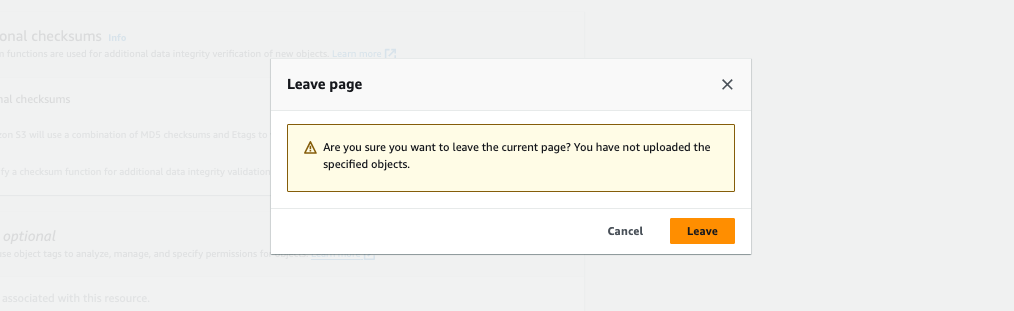 onal checksums Info
n functions are used for additional data integrity verification of new objects. Learn more
Leave page
nal checksums
Are you sure you want to leave the current page? You have not uploaded the
specified objects.
zon S3 will use a combination of MD5 checksums and Etags to
fy a checksum function for additional data integrity validation
Cancel
Leave
optional
se object tags to analyze, manage, and specify permissions for objects. Learn more
associated with this resource.